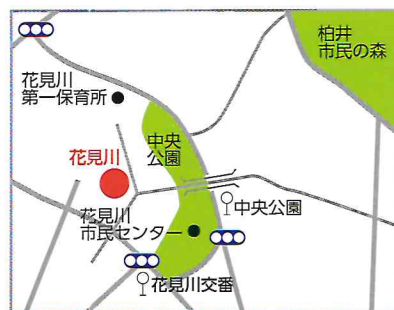 柏井
市民の森
花見川
第一保育所
中央
公園
花見川
中央公園
花見川
市民センター
花見川交番